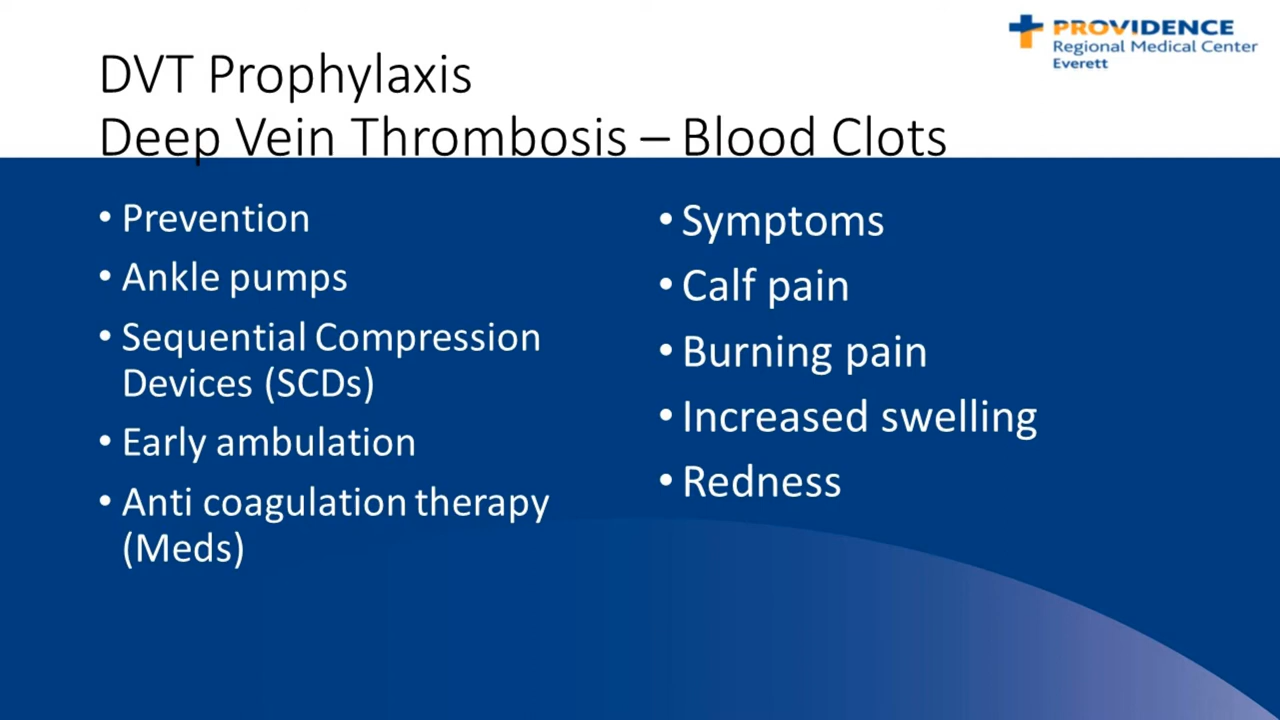 PROVIDENCE
Regional Medical Center
Everett
DVT Prophylaxis
Deep Vein Thrombosis – Blood Clots
• Prevention
• Ankle pumps
• Sequential Compression
Devices (SCDs)
• Early ambulation
• Anti coagulation therapy
(Meds)
• Symptoms
• Calf pain
• Burning pain
• Increased swelling
• Redness